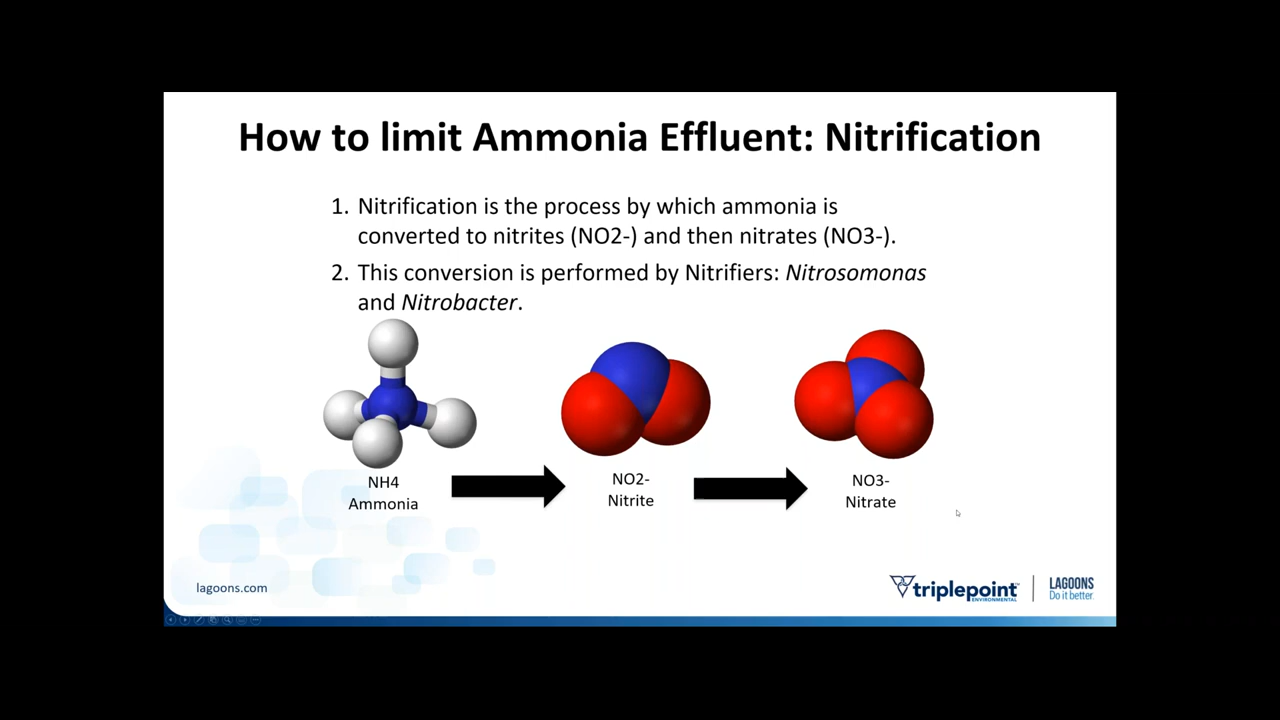 How to limit Ammonia Effluent: Nitrification
1. Nitrification is the process by which ammonia is
converted to nitrites (NO2-) and then nitrates (NO3-).
2. This conversion is performed by Nitrifiers: Nitrosomonas
and Nitrobacter.
NH4
Ammonia
NO2-
Nitrite
NO3-
Nitrate
lagoons.com
triplepoint
ENVIRONMENTAL
LAGOONS
Do it better.